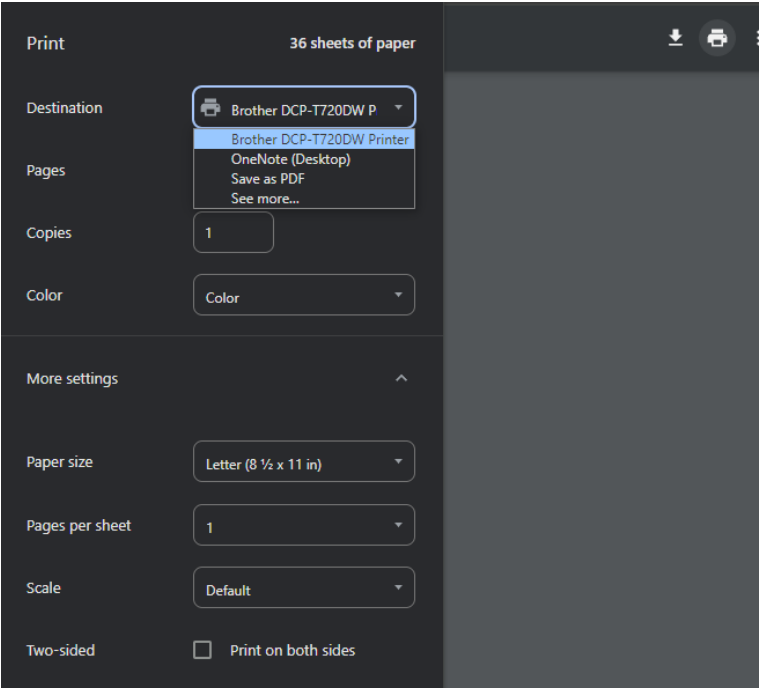 Print 36 sheets of paper
Destination Brother DCP-T720DW P
Brother DCP-T720DW Printer
OneNote (Desktop)
Pages
Save as PDF
See more...
Copies 1
Color Color
More settings
Paper size Letter (8 ½ x 11 in)
Pages per sheet 1
Scale Default
Two-sided Print on both sides